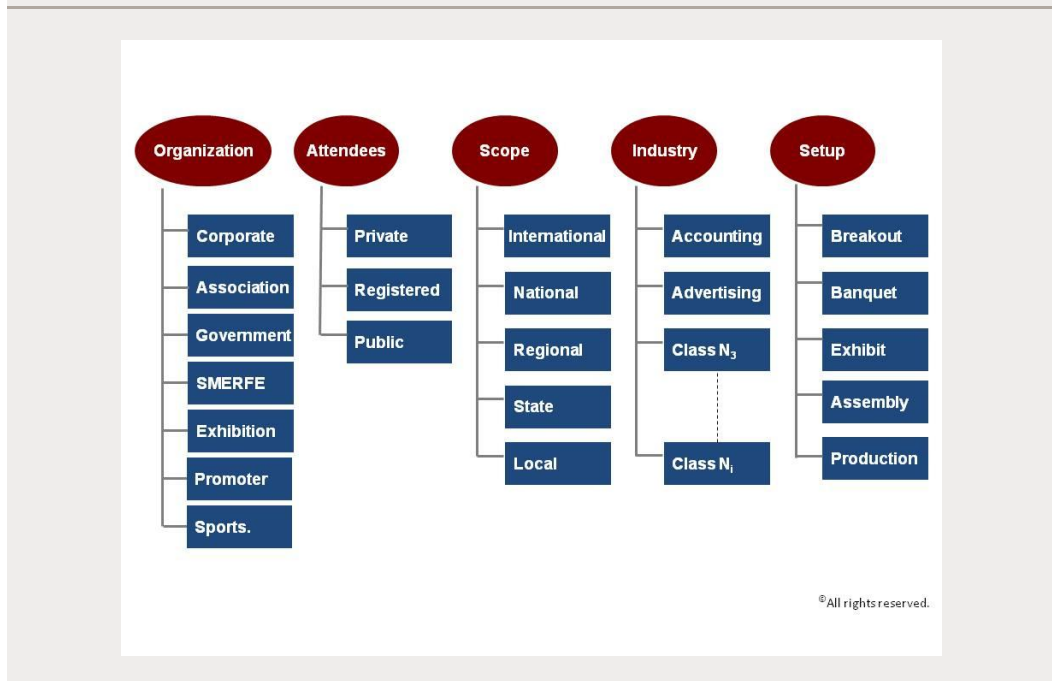 Organization
Attendees
Scope
Industry
Setup
Corporate
Association
Government
SMERFE
Exhibition
Promoter
Sports.
Private
Registered
Public
International
National
Regional
State
Local
Accounting
Advertising
Class N₃
Class Nᵢ
Breakout
Banquet
Exhibit
Assembly
Production
©All rights reserved.